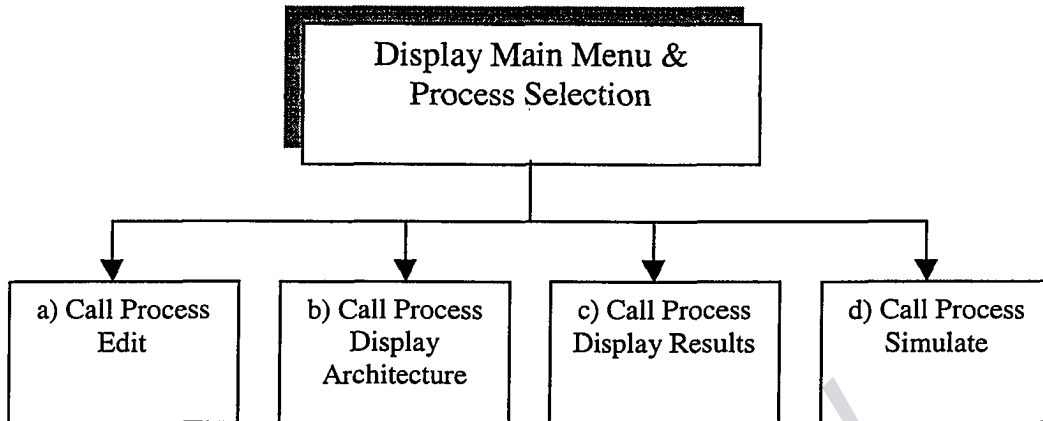 Display Main Menu &
Process Selection
a) Call Process
Edit
b) Call Process
Display
Architecture
c) Call Process
Display Results
d) Call Process
Simulate